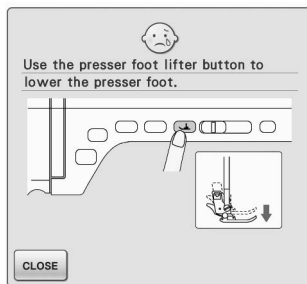 Use the presser foot lifter button to
lower the presser foot.
CLOSE